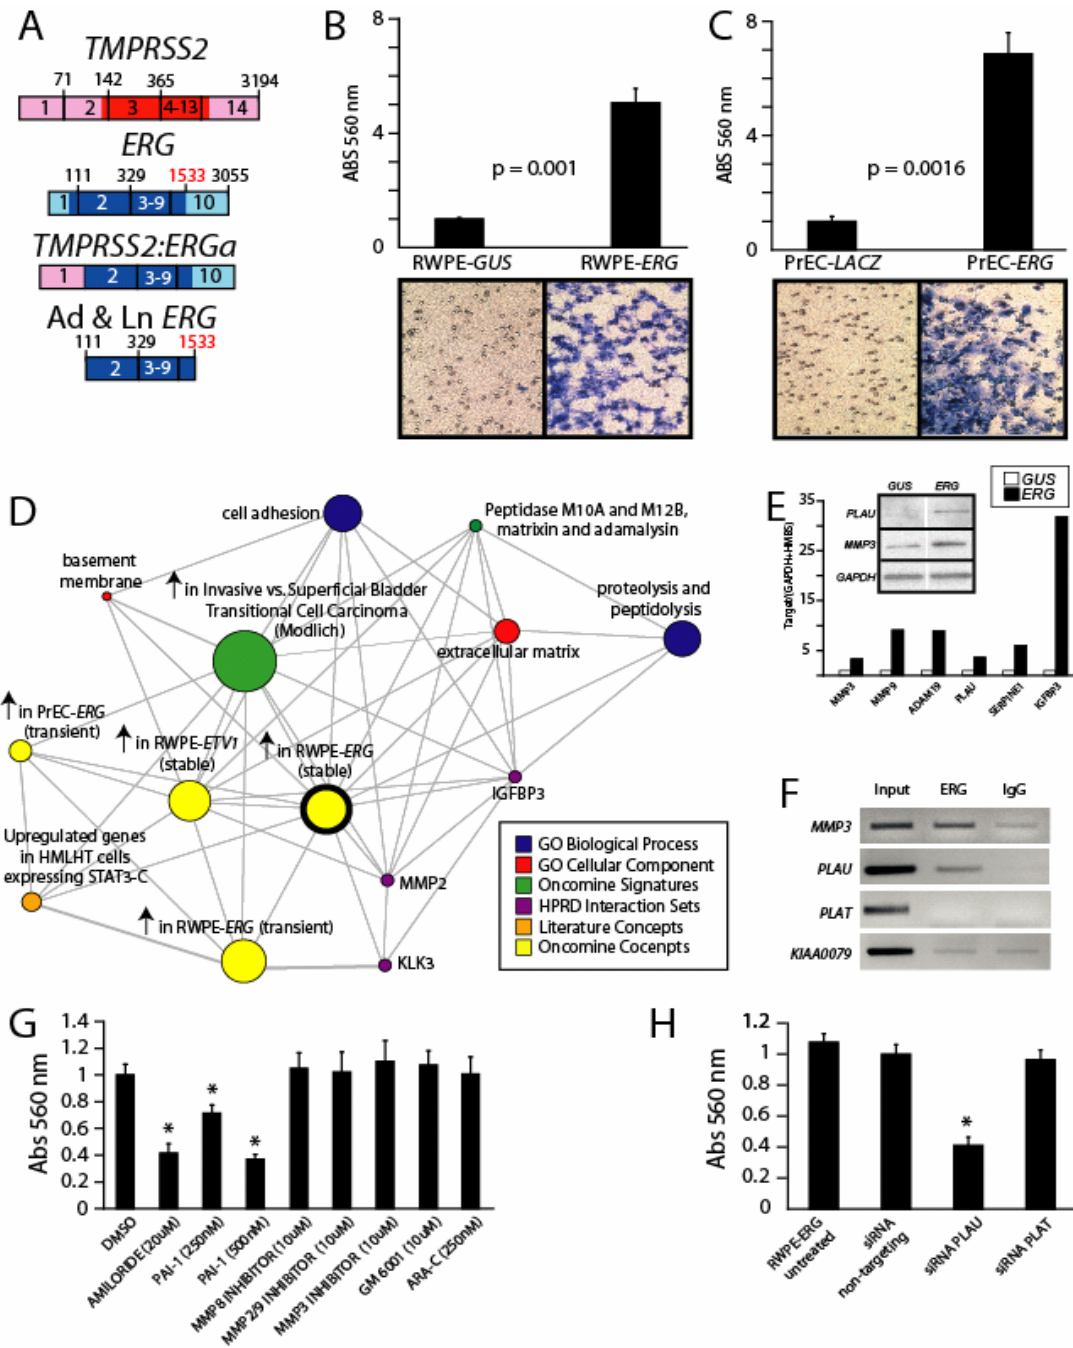 A
TMPRSS2
71 142 365 3194
1 2 3 4-13 14
ERG
111 329 1533 3055
1 2 3-9 10
TMPRSS2:ERGa
1 2 3-9 10
Ad & Ln ERG
111 329 1533
2 3-9
B
ABS 560 nm
8
4
0
p = 0.001
RWPE-GUS RWPE-ERG
C
ABS 560 nm
8
4
0
p = 0.0016
PrEC-LACZ PrEC-ERG
D
cell adhesion
Peptidase M10A and M12B,
matrixin and adamalysin
basement
membrane
in Invasive vs. Superficial Bladder
Transitional Cell Carcinoma
(Modlich)
proteolysis and
peptidolysis
extracellular matrix
in PrEC-ERG
(transient)
in RWPE-ETV1
(stable)
in RWPE-ERG
(stable)
IGFBP3
Upregulated genes
in HMLHT cells
expressing STAT3-C
MMP2
in RWPE-ERG (transient)
KLK3
GO Biological Process
GO Cellular Component
Oncomine Signatures
HPRD Interaction Sets
Literature Concepts
Oncomine Cocenpts
E
GUS
ERG
GUS ERG
PLAU
MMP3
GAPDH
Target/(GAPDH+HMBS)
35
25
15
5
MMP3
MMP9
ADAM19
PLAU
SERPINE1
IGFBP3
F
Input ERG IgG
MMP3
PLAU
PLAT
KIAA0079
G
Abs 560 nm
1.4
1.2
1
0.8
0.6
0.4
0.2
0
* * *
DMSO
AMILORIDE (20uM)
PAI-1 (250nM)
PAI-1 (500nM)
MMP8 INHIBITOR (10uM)
MMP2/9 INHIBITOR (10uM)
MMP3 INHIBITOR (10uM)
GM 6001 (10uM)
ARA-C (250nM)
H
Abs 560 nm
1.2
1
0.8
0.6
0.4
0.2
0
*
RWPE-ERG
untreated
siRNA
non-targeting
siRNA PLAU
siRNA PLAT